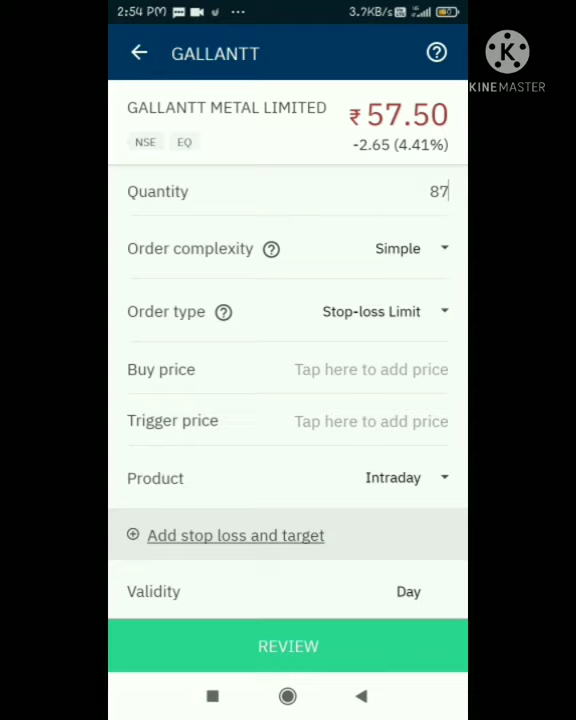 2:54 PM
3.7KB/s
GALLANTT
K
KINEMASTER
GALLANTT METAL LIMITED
₹ 57.50
NSE EQ
-2.65 (4.41%)
Quantity 87
Order complexity Simple
Order type Stop-loss Limit
Buy price Tap here to add price
Trigger price Tap here to add price
Product Intraday
Add stop loss and target
Validity Day
REVIEW